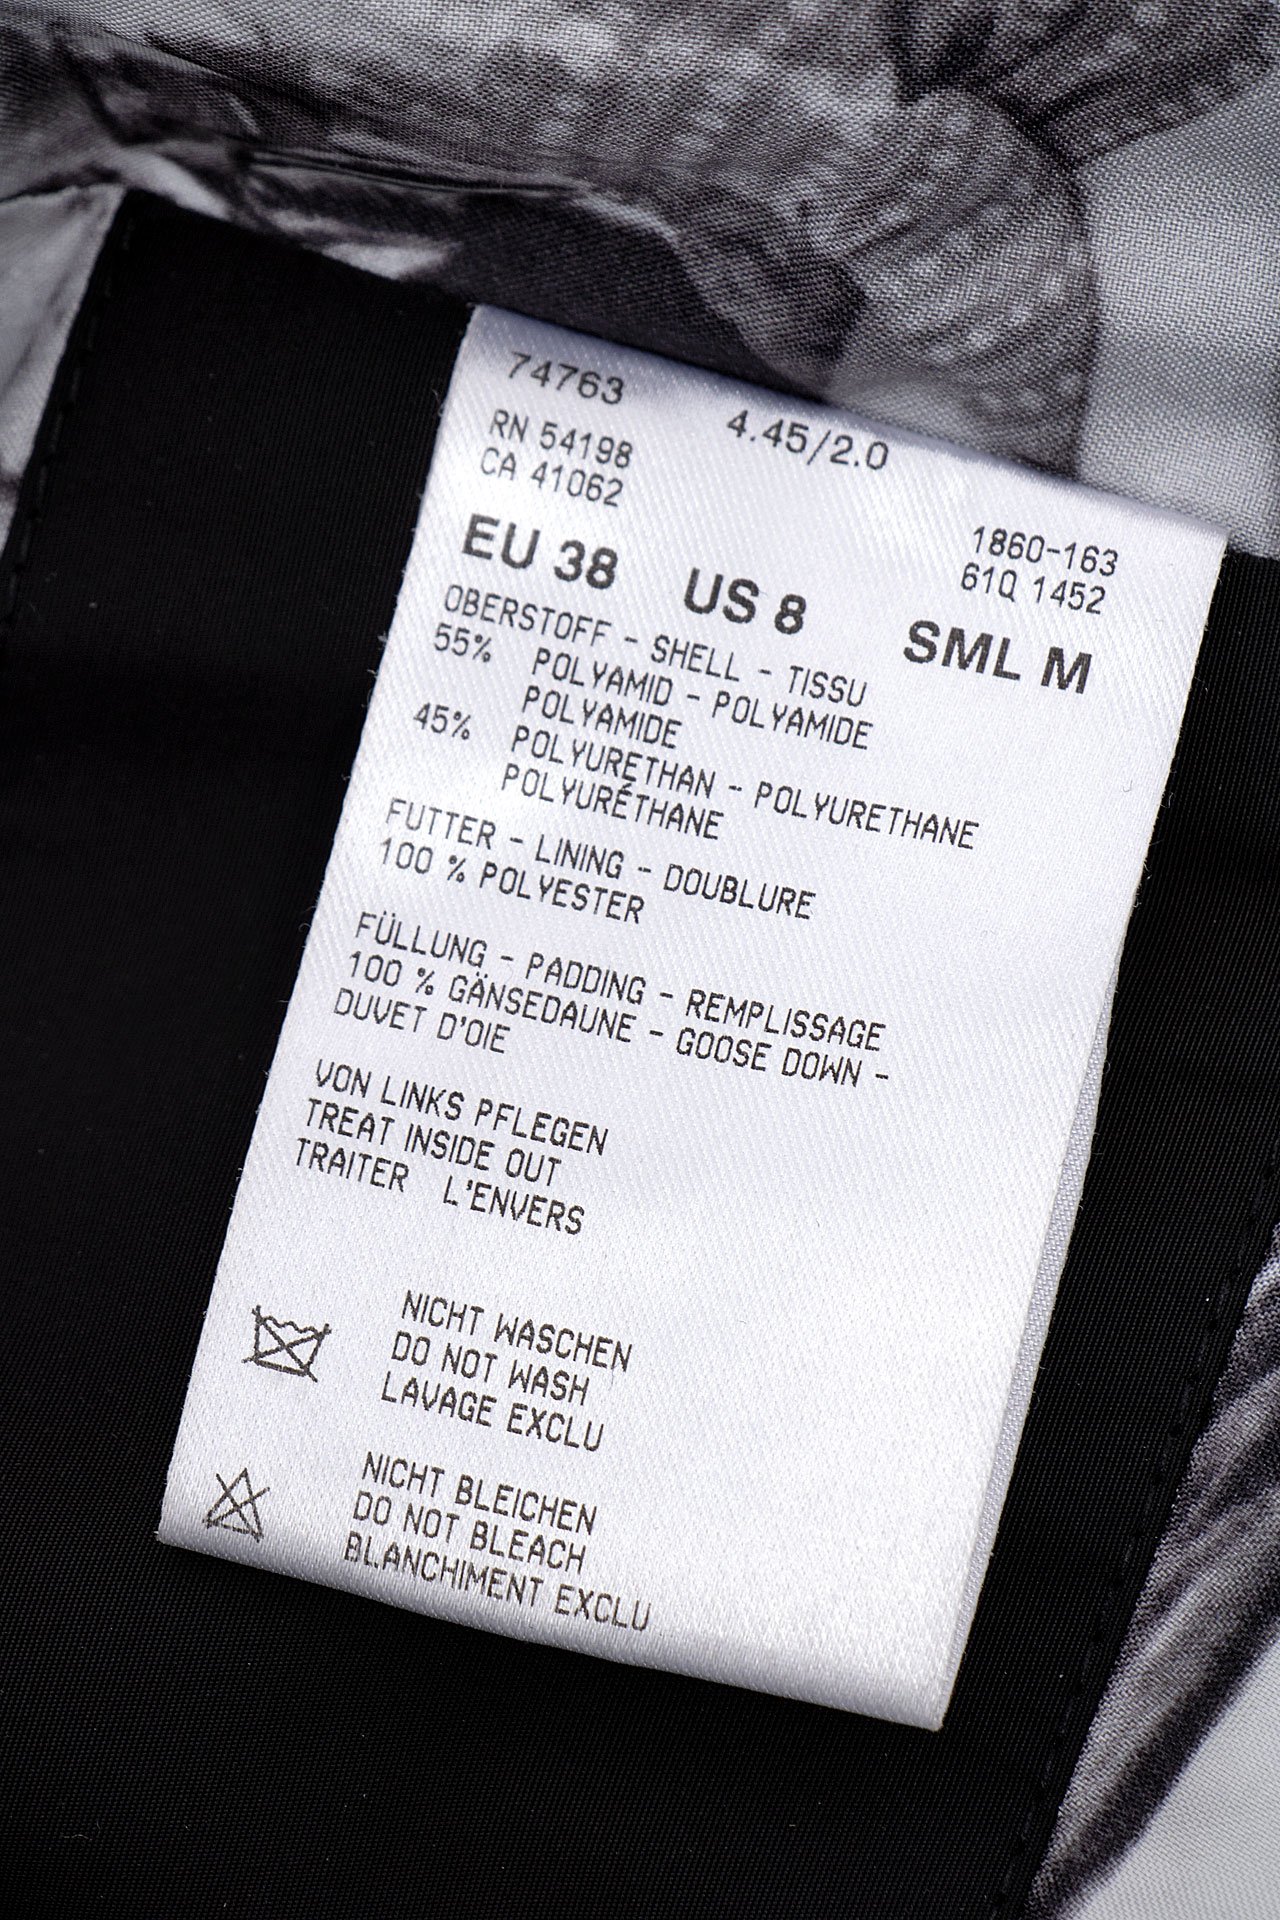 74763
4.45/2.0
RN 54198
CA 41062
1860-163
61Q 1452
EU 38 US 8 SML M
OBERSTOFF - SHELL - TISSU
55% POLYAMID - POLYAMIDE
POLYAMIDE
45% POLYURETHAN - POLYURETHANE
POLYURÉTHANE
FUTTER - LINING - DOUBLURE
100 % POLYESTER
FÜLLUNG - PADDING - REMPLISSAGE
100 % GÄNSEDAUNE - GOOSE DOWN -
DUVET D'OIE
VON LINKS PFLEGEN
TREAT INSIDE OUT
TRAITER L'ENVERS
NICHT WASCHEN
DO NOT WASH
LAVAGE EXCLU
NICHT BLEICHEN
DO NOT BLEACH
BLANCHIMENT EXCLU